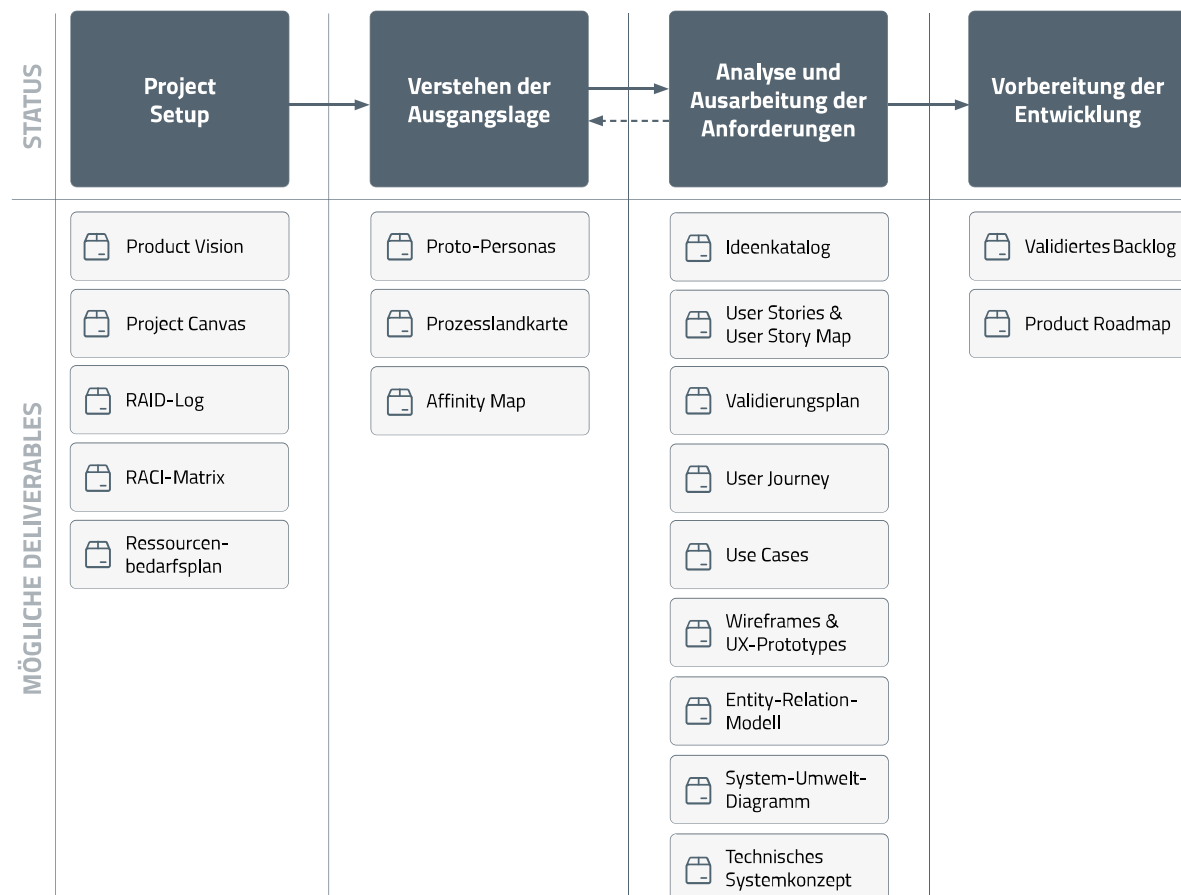 STATUS
Project
Setup
Verstehen der
Ausgangslage
Analyse und
Ausarbeitung der
Anforderungen
Vorbereitung der
Entwicklung
MÖGLICHE DELIVERABLES
Product Vision
Project Canvas
RAID-Log
RACI-Matrix
Ressourcen-
bedarfsplan
Proto-Personas
Prozesslandkarte
Affinity Map
Ideenkatalog
User Stories &
User Story Map
Validierungsplan
User Journey
Use Cases
Wireframes &
UX-Prototypes
Entity-Relation-
Modell
System-Umwelt-
Diagramm
Technisches
Systemkonzept
Validiertes Backlog
Product Roadmap